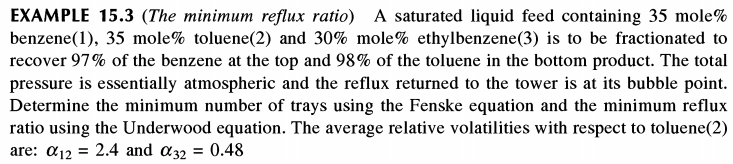 EXAMPLE 15.3 (The minimum reflux ratio) A saturated liquid feed containing 35 mole%
benzene(1), 35 mole% toluene(2) and 30% mole% ethylbenzene(3) is to be fractionated to
recover 97% of the benzene at the top and 98% of the toluene in the bottom product. The total
pressure is essentially atmospheric and the reflux returned to the tower is at its bubble point.
Determine the minimum number of trays using the Fenske equation and the minimum reflux
ratio using the Underwood equation. The average relative volatilities with respect to toluene(2)
are: α₁₂ = 2.4 and α₃₂ = 0.48